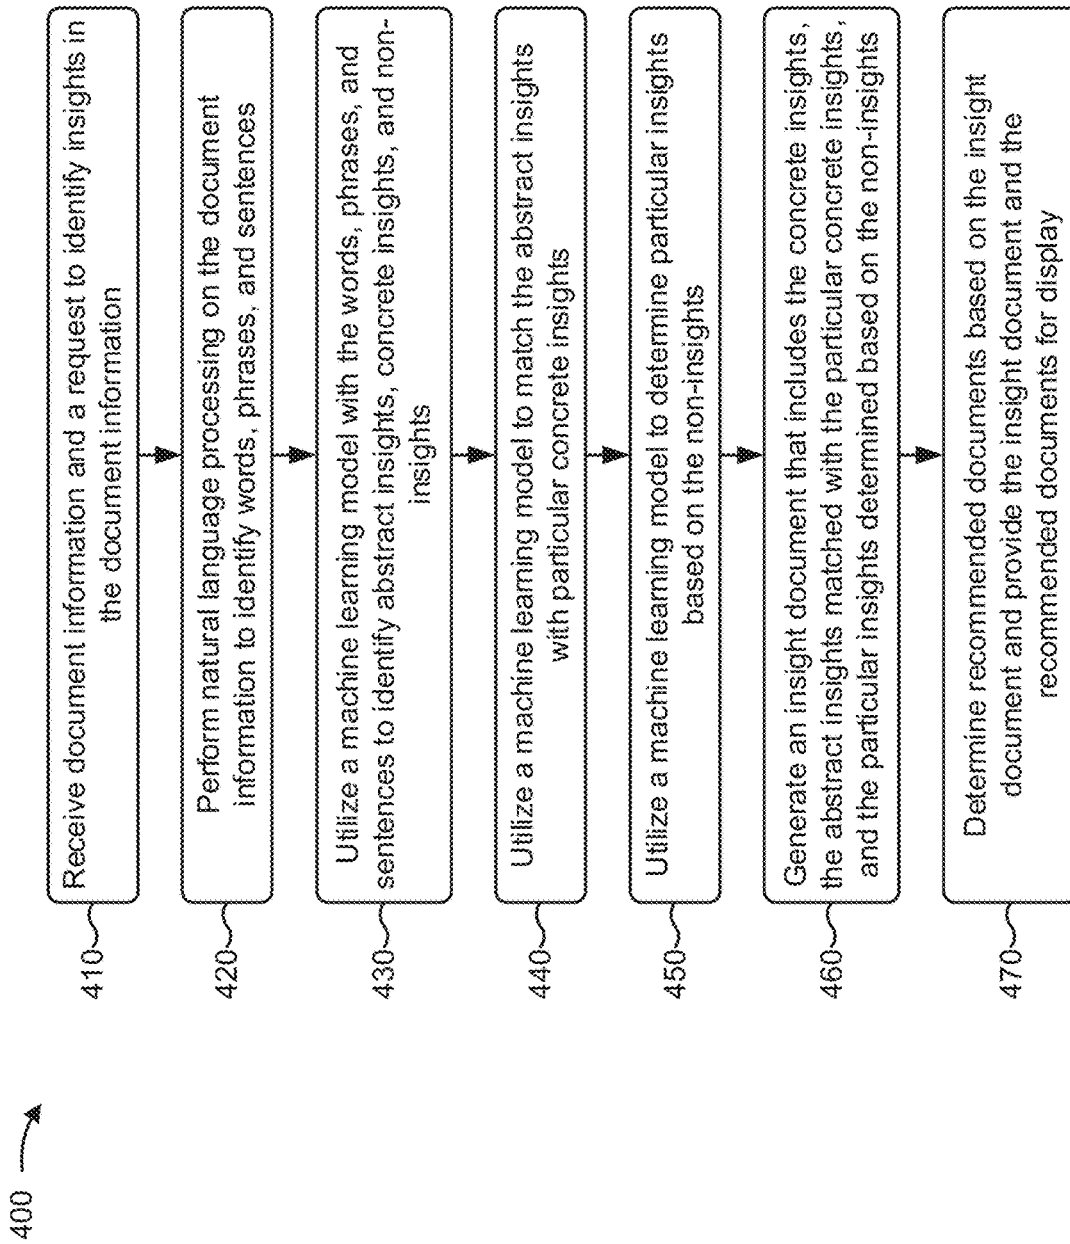 400
410
Receive document information and a request to identify insights in
the document information
420
Perform natural language processing on the document
information to identify words, phrases, and sentences
430
Utilize a machine learning model with the words, phrases, and
sentences to identify abstract insights, concrete insights, and non-
insights
440
Utilize a machine learning model to match the abstract insights
with particular concrete insights
450
Utilize a machine learning model to determine particular insights
based on the non-insights
460
Generate an insight document that includes the concrete insights,
the abstract insights matched with the particular concrete insights,
and the particular insights determined based on the non-insights
470
Determine recommended documents based on the insight
document and provide the insight document and the
recommended documents for display